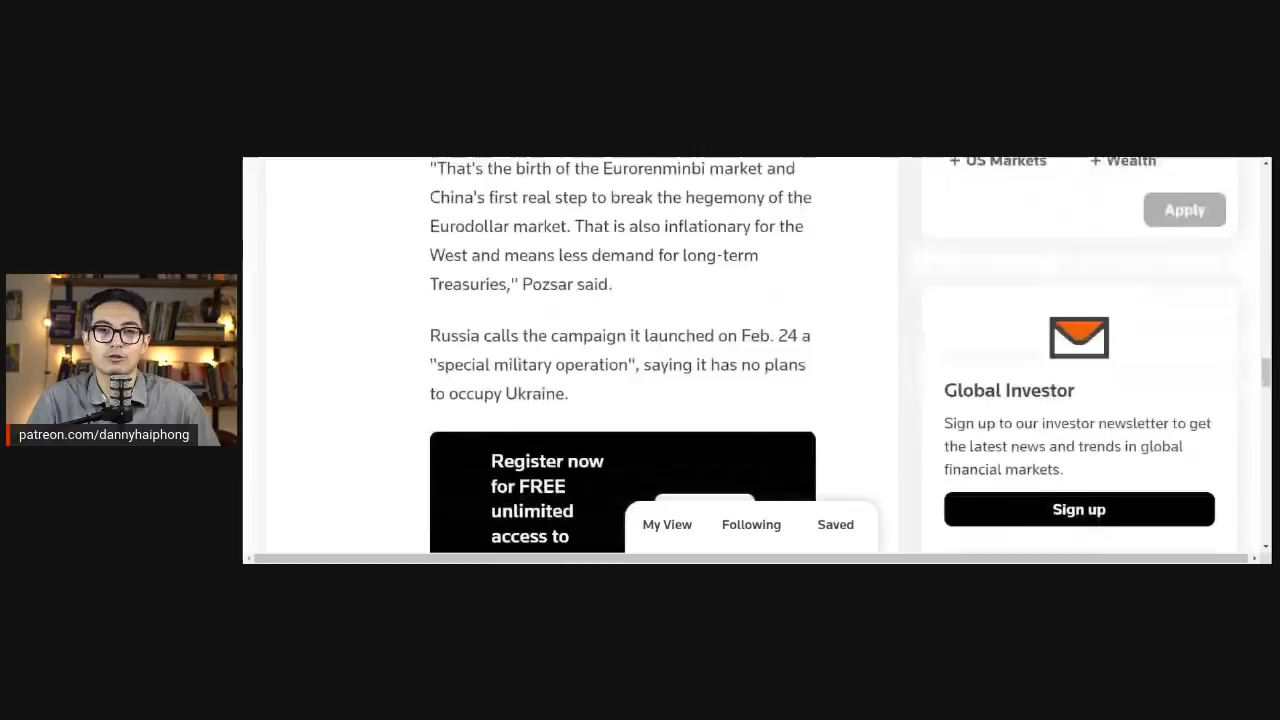 "That's the birth of the Eurorenminbi market and
China's first real step to break the hegemony of the
Eurodollar market. That is also inflationary for the
West and means less demand for long-term
Treasuries," Pozsar said.
Russia calls the campaign it launched on Feb. 24 a
"special military operation", saying it has no plans
to occupy Ukraine.
Register now
for FREE
unlimited
access to
My View
Following
Saved
+ US Markets
+ Wealth
Apply
Global Investor
Sign up to our investor newsletter to get
the latest news and trends in global
financial markets.
Sign up
patreon.com/dannyhaiphong